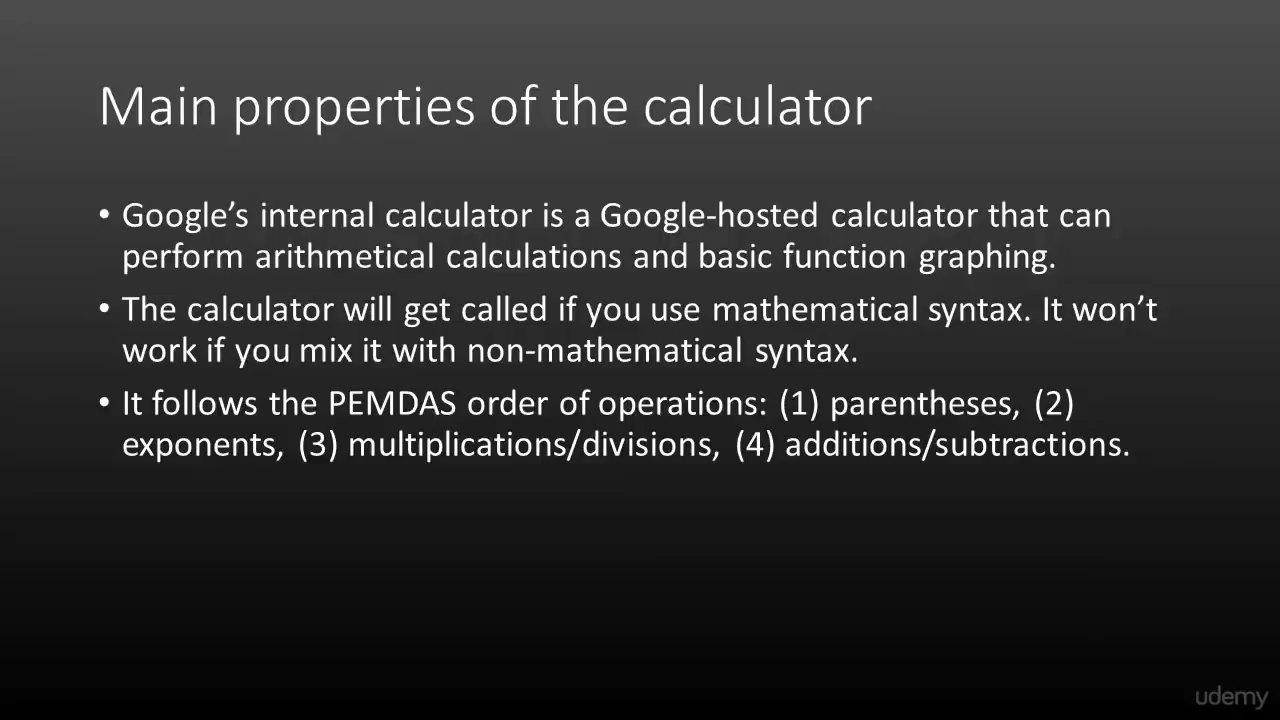 Main properties of the calculator
• Google’s internal calculator is a Google-hosted calculator that can
perform arithmetical calculations and basic function graphing.
• The calculator will get called if you use mathematical syntax. It won’t
work if you mix it with non-mathematical syntax.
• It follows the PEMDAS order of operations: (1) parentheses, (2)
exponents, (3) multiplications/divisions, (4) additions/subtractions.
udemy